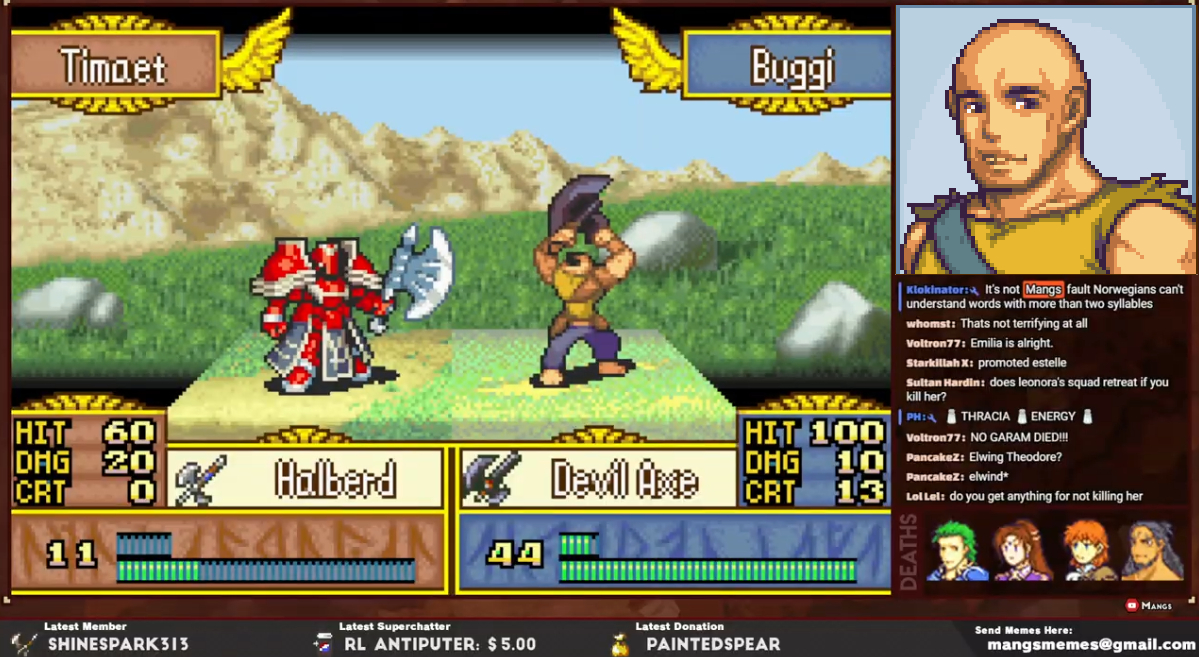 Timaet
Buggi
HIT 60
DMG 20
CRT 0
Halberd
Devil Axe
HIT 100
DMG 10
CRT 13
11
44
Klokinator: It's not Mangs fault Norwegians can't
understand words with more than two syllables
whomst: Thats not terrifying at all
Voltron77: Emilia is alright.
Starkillah X: promoted estelle
Sultan Hardin: does leonora's squad retreat if you
kill her?
PH: THRACIA ENERGY
Voltron77: NO GARAM DIED!!!
PancakeZ: Elwing Theodore?
PancakeZ: elwind*
Lol Lel: do you get anything for not killing her
DEATHS
MANGS
Latest Member
SHINESPARK313
Latest Superchatter
RL ANTIPUTER: $5.00
Latest Donation
PAINTEDSPEAR
Send Memes Here:
mangsmemes@gmail.com